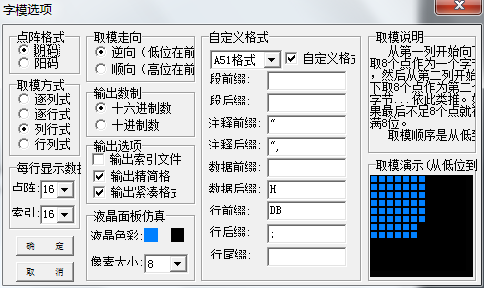 字模选项
点阵格式
阴码
阳码
取模方式
逐列式
逐行式
列行式
行列式
每行显示数据
点阵: 16
索引: 16
确 定
取 消
取模走向
逆向(低位在前
顺向(高位在前
输出数制
十六进制数
十进制数
输出选项
输出索引文件
输出精简格
输出紧凑格式
液晶面板仿真
液晶色彩:
像素大小: 8
自定义格式
A51格式 自定义格式
段前缀:
段后缀:
注释前缀: “
注释后缀: “,
数据前缀:
数据后缀: H
行前缀: DB
行后缀: ;
行尾缀:
取模说明
从第一列开始向下
取8个点作为一个字节
,然后从第二列开始
下取8个点作为第二个
字节...依此类推。如
果最后不足8个点就补
满8位。
取模顺序是从低到
取模演示(从低位到